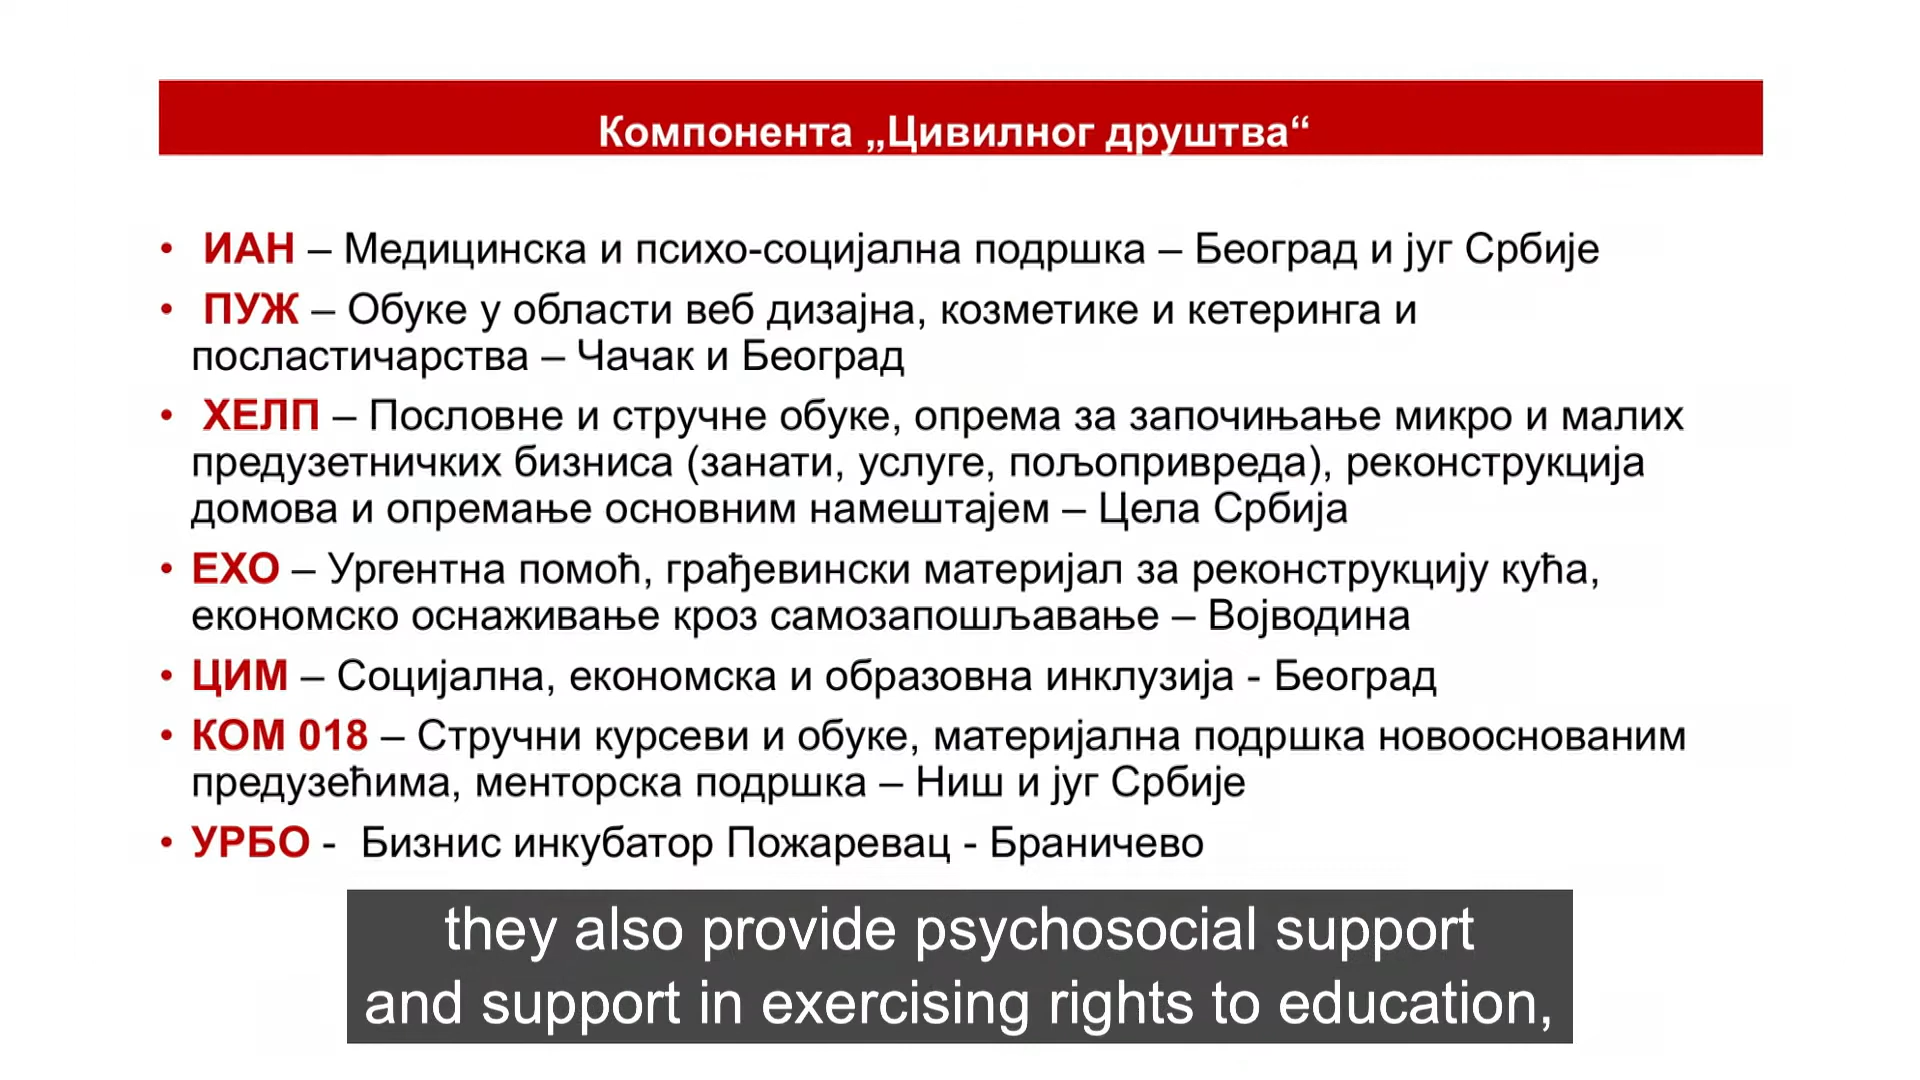 Компонента „Цивилног друштва“
• ИАН – Медицинска и психо-социјална подршка – Београд и југ Србије
• ПУЖ – Обуке у области веб дизајна, козметике и кетеринга и
посластичарства – Чачак и Београд
• ХЕЛП – Пословне и стручне обуке, опрема за започињање микро и малих
предузетничких бизниса (занати, услуге, пољопривреда), реконструкција
домова и опремање основним намештајем – Цела Србија
• ЕХО – Ургентна помоћ, грађевински материјал за реконструкцију кућа,
економско оснаживање кроз самозапошљавање – Војводина
• ЦИМ – Социјална, економска и образовна инклузија - Београд
• КОМ 018 – Стручни курсеви и обуке, материјална подршка новооснованим
предузећима, менторска подршка – Ниш и југ Србије
• УРБО - Бизнис инкубатор Пожаревац - Браничево
they also provide psychosocial support
and support in exercising rights to education,